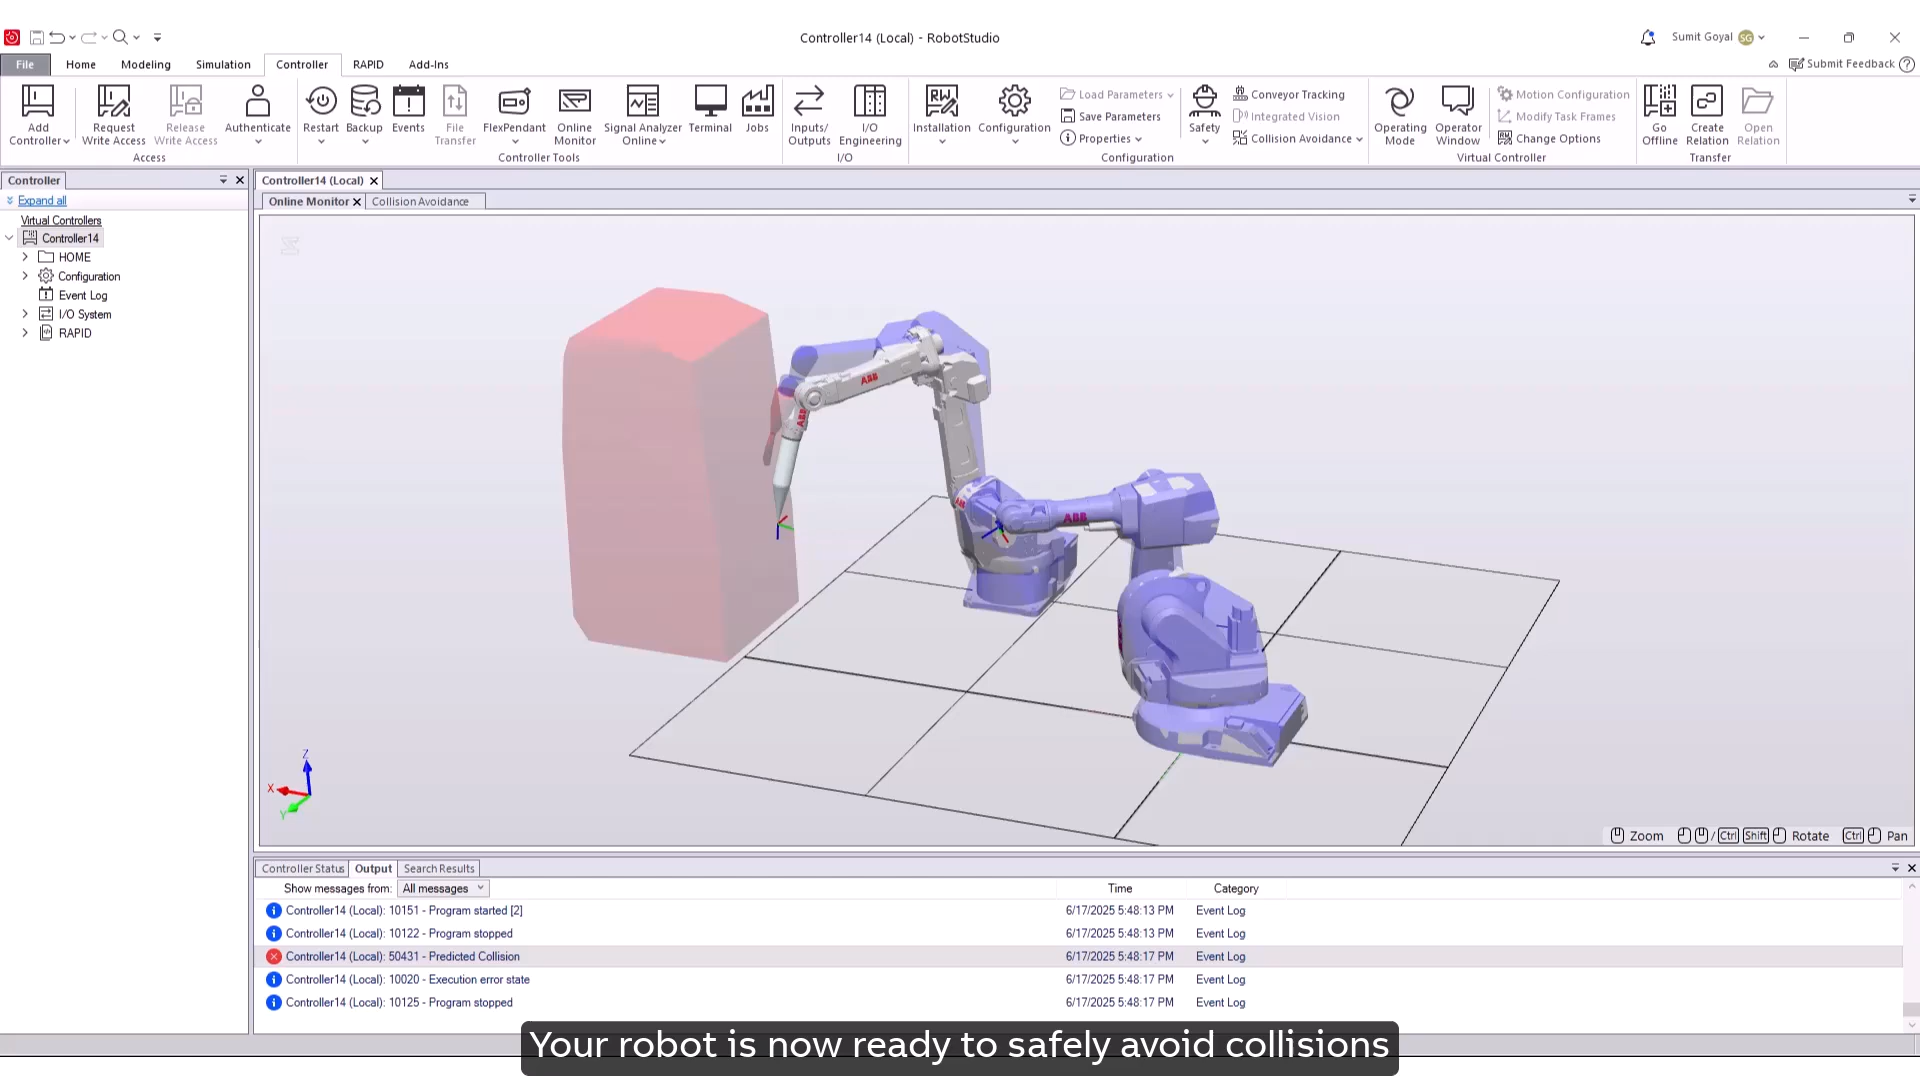 Controller14 (Local) - RobotStudio
Sumit Goyal SG
File Home Modeling Simulation Controller RAPID Add-Ins
Submit Feedback
Add Controller
Request Write Access
Release Write Access
Authenticate
Access
Restart
Backup
Events
File Transfer
FlexPendant
Online Monitor
Signal Analyzer Online
Terminal
Jobs
Controller Tools
Inputs/ Outputs
I/O Engineering
I/O
Installation
Configuration
Load Parameters
Save Parameters
Properties
Safety
Conveyor Tracking
Integrated Vision
Collision Avoidance
Configuration
Operating Mode
Operator Window
Motion Configuration
Modify Task Frames
Change Options
Virtual Controller
Go Offline
Create Relation
Open Relation
Transfer
Controller
Expand all
Virtual Controllers
Controller14
HOME
Configuration
Event Log
I/O System
RAPID
Controller14 (Local)
Online Monitor Collision Avoidance
ABB
ABB
ABB
ABB
Z
X
Y
Zoom / Ctrl Shift Rotate Ctrl Pan
Controller Status Output Search Results
Show messages from: All messages Time Category
Controller14 (Local): 10151 - Program started [2] 6/17/2025 5:48:13 PM Event Log
Controller14 (Local): 10122 - Program stopped 6/17/2025 5:48:13 PM Event Log
Controller14 (Local): 50431 - Predicted Collision 6/17/2025 5:48:17 PM Event Log
Controller14 (Local): 10020 - Execution error state 6/17/2025 5:48:17 PM Event Log
Controller14 (Local): 10125 - Program stopped 6/17/2025 5:48:17 PM Event Log
Your robot is now ready to safely avoid collisions